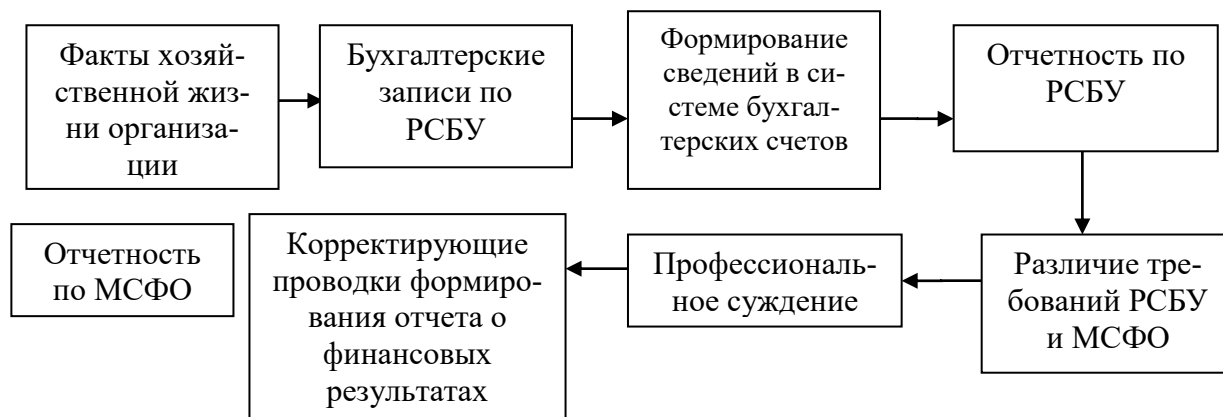 Факты хозяй-
ственной жиз-
ни организа-
ции
Бухгалтерские
записи по
РСБУ
Формирование
сведений в си-
стеме бухгал-
терских счетов
Отчетность по
РСБУ
Отчетность
по МСФО
Корректирующие
проводки формиро-
вания отчета о
финансовых
результатах
Профессиональ-
ное суждение
Различие тре-
бований РСБУ
и МСФО